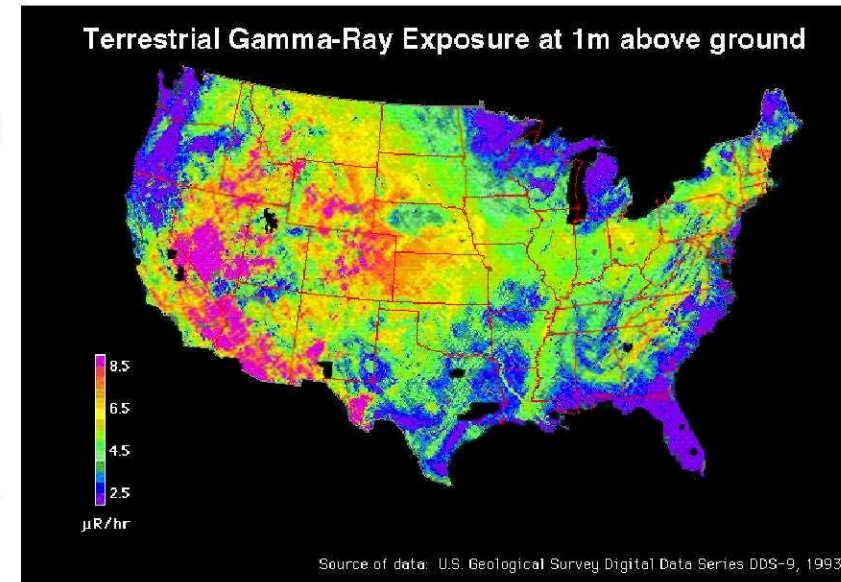 Terrestrial Gamma-Ray Exposure at 1m above ground
8.5
6.5
4.5
2.5
µR/hr
Source of data: U.S. Geological Survey Digital Data Series DDS-9, 1993